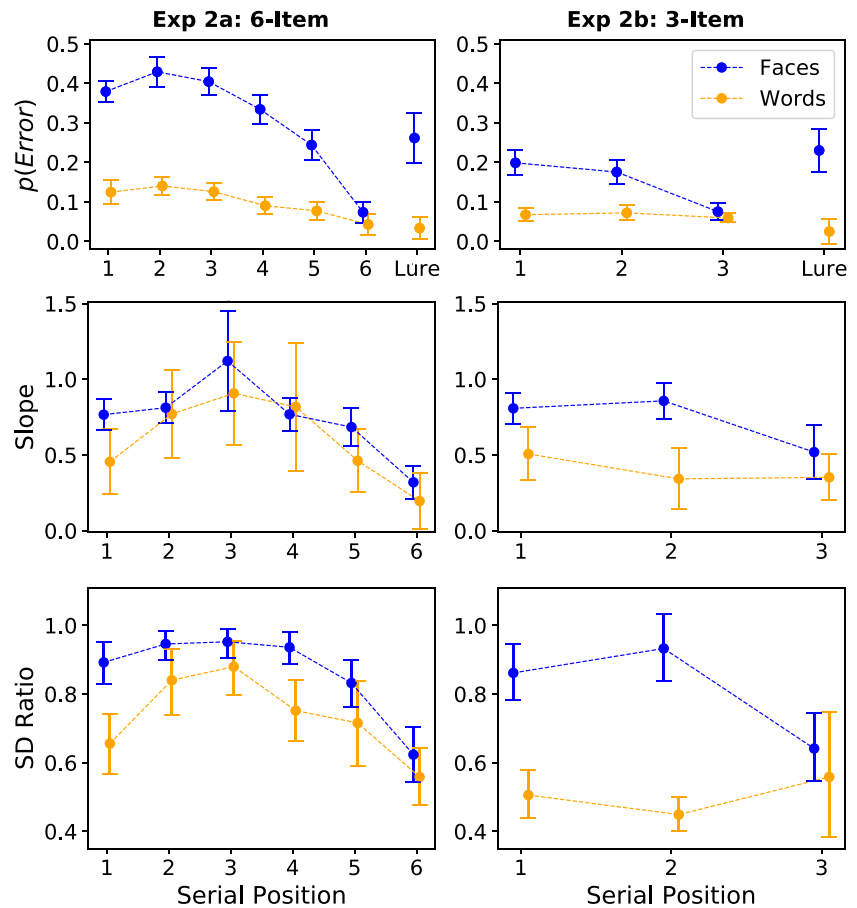 Exp 2a: 6-Item
Exp 2b: 3-Item
p(Error)
0.5
0.4
0.3
0.2
0.1
0.0
1 2 3 4 5 6 Lure
0.5
0.4
0.3
0.2
0.1
0.0
Faces
Words
1 2 3 Lure
Slope
1.5
1.0
0.5
0.0
1 2 3 4 5 6
1.5
1.0
0.5
0.0
1 2 3
SD Ratio
1.0
0.8
0.6
0.4
1 2 3 4 5 6
Serial Position
1.0
0.8
0.6
0.4
1 2 3
Serial Position